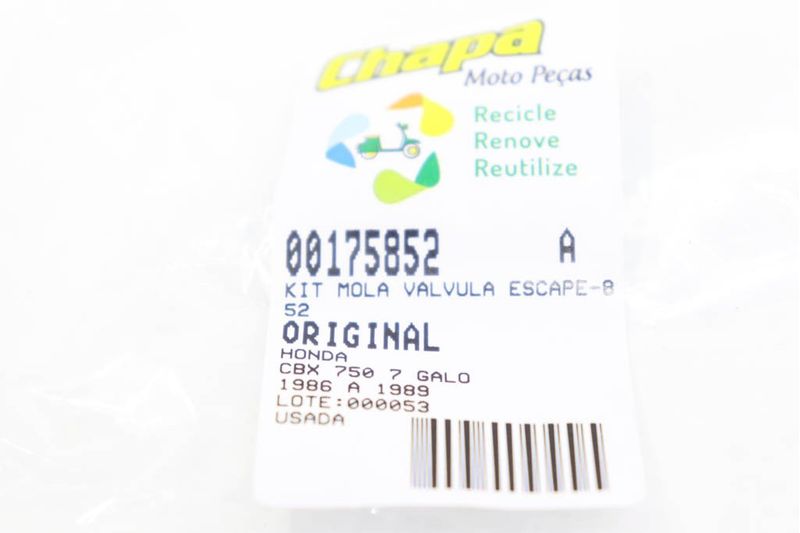 Chapa
Moto Peças
Recicle
Renove
Reutilize
00175852 A
KIT MOLA VALVULA ESCAPE-8
52
ORIGINAL
HONDA
CBX 750 7 GALO
1986 A 1989
LOTE:000053
USADA